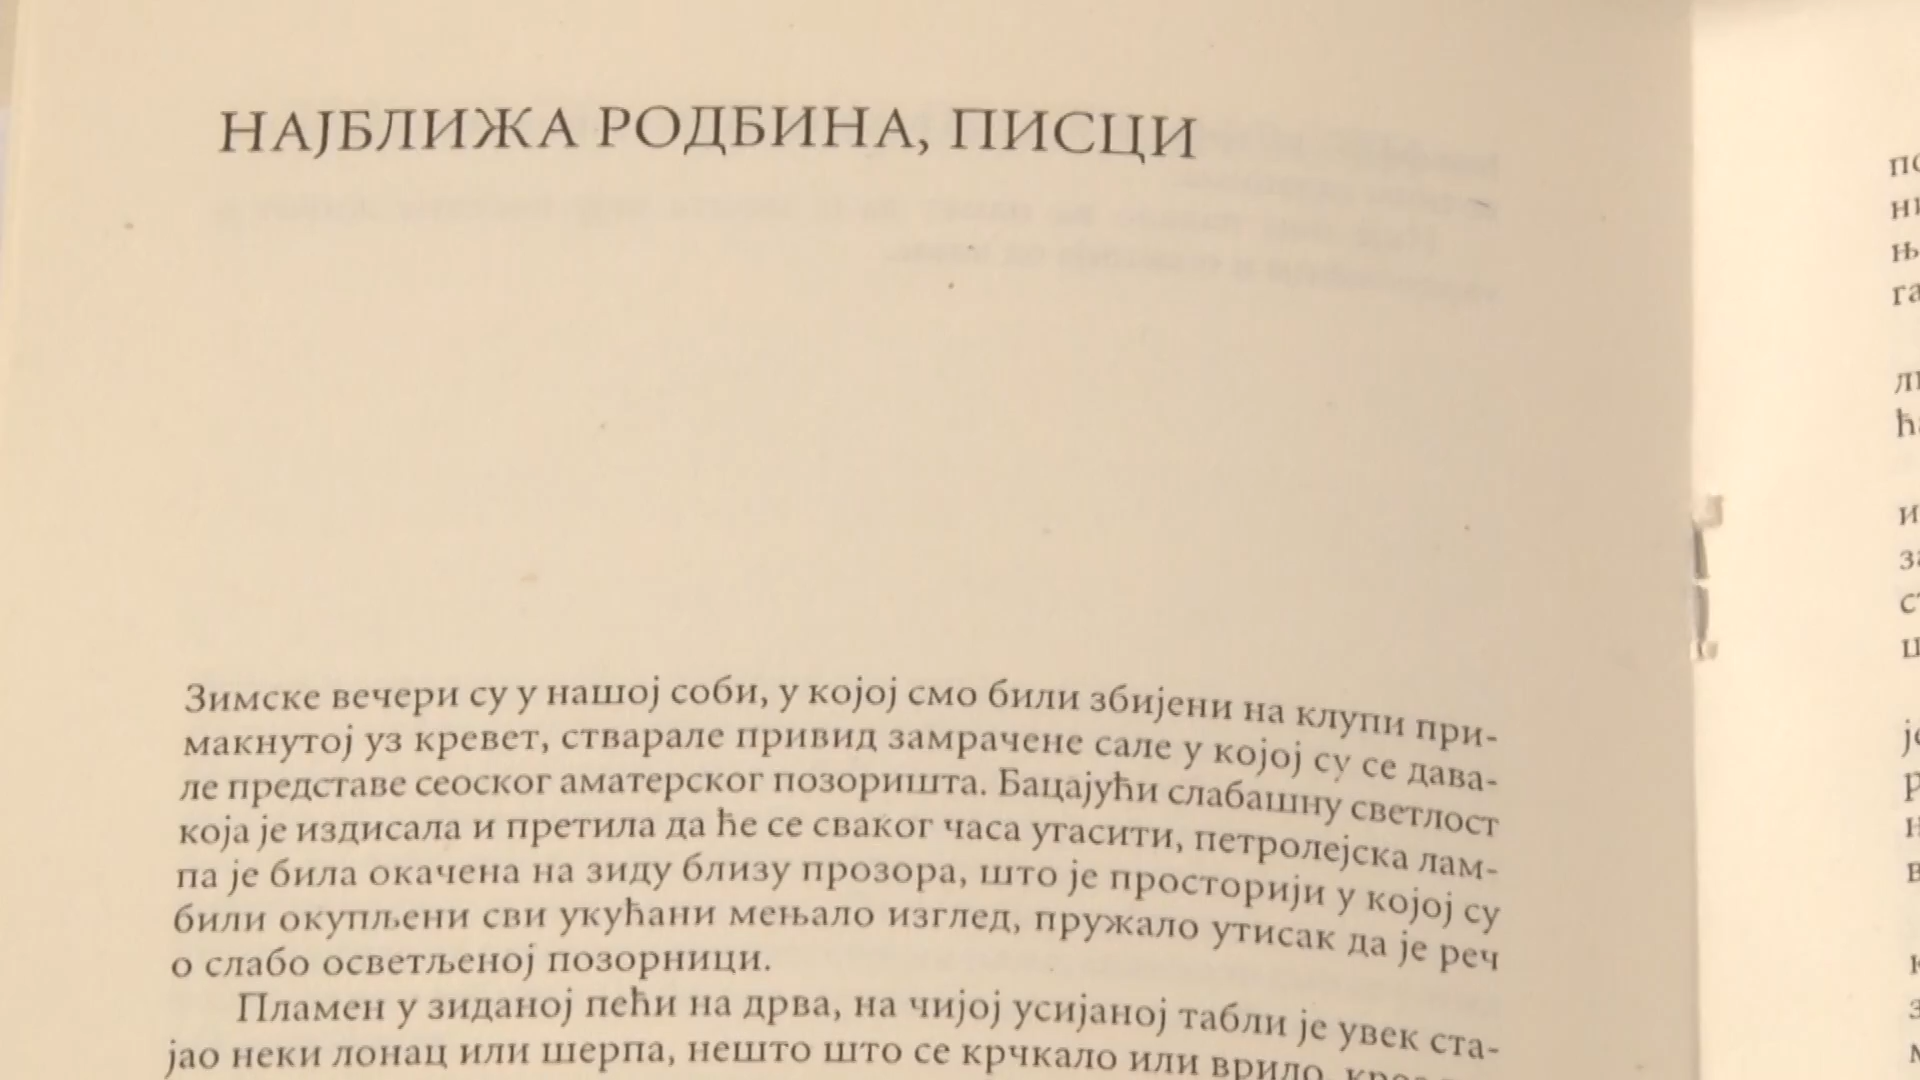 НАЈБЛИЖА РОДБИНА, ПИСЦИ
Зимске вечери су у нашој соби, у којој смо били збијени на клупи при-
макнутој уз кревет, стварале привид замрачене сале у којој су се дава-
ле представе сеоског аматерског позоришта. Бацајући слабашну светлост
која је издисала и претила да ће се сваког часа угасити, петролејска лам-
па је била окачена на зиду близу прозора, што је просторији у којој су
били окупљени сви укућани мењало изглед, пружало утисак да је реч
о слабо осветљеној позорници.
Пламен у зиданој пећи на дрва, на чијој усијаној табли је увек ста-
јао неки лонац или шерпа, нешто што се крчкало или врило,